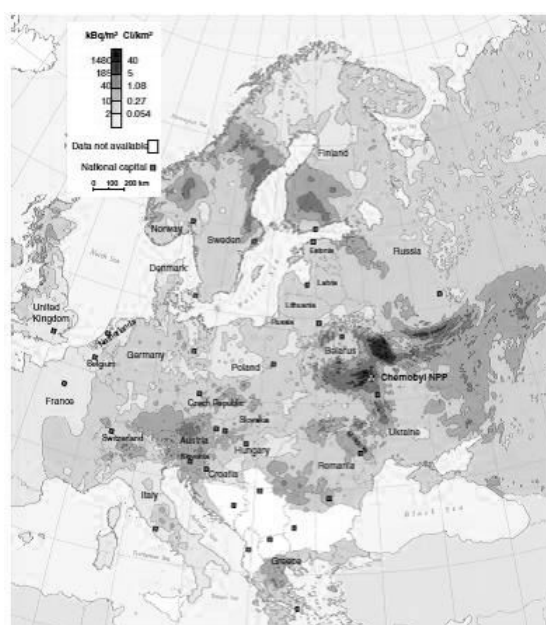 kBq/m² Ci/km²
1480 40
185 5
40 1.08
10 0.27
2 0.054
Data not available
National capital
0 100 200 km
Finland
Norway
Sweden
Estonia
Russia
North Sea
Latvia
Denmark
Lithuania
United
Kingdom
Russia
Netherlands
Belarus
Germany
Poland
Belgium
Chernobyl NPP
Czech Republic
France
Slovakia
Ukraine
Switzerland
Austria
Hungary
Slovenia
Romania
Croatia
Italy
Black Sea
Greece